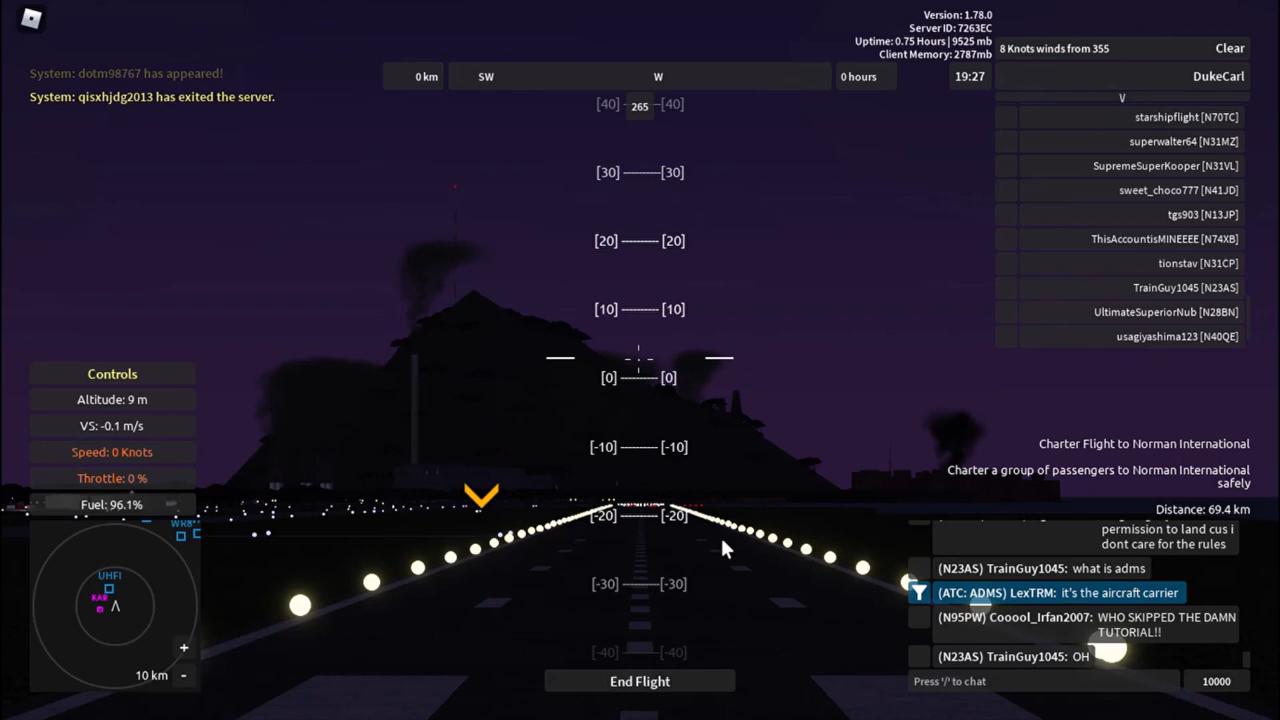 Version: 1.78.0
Server ID: 7263EC
Uptime: 0.75 Hours | 9525 mb
Client Memory: 2787mb
8 Knots winds from 355 Clear
System: dotm98767 has appeared!
System: qisxhjdg2013 has exited the server.
0 km SW W 0 hours 19:27 DukeCarl
V
[40] 265 [40]
starshipflight [N70TC]
superwalter64 [N31MZ]
SupremeSuperKooper [N31VL]
sweet_choco777 [N41JD]
tgs903 [N13JP]
ThisAccountisMINEEEE [N74XB]
tionstav [N31CP]
TrainGuy1045 [N23AS]
UltimateSuperiorNub [N28BN]
usagiyashima123 [N40QE]
[30] [30]
[20] [20]
[10] [10]
[0] [0]
[-10] [-10]
[-20] [-20]
[-30] [-30]
[-40] [-40]
Controls
Altitude: 9 m
VS: -0.1 m/s
Speed: 0 Knots
Throttle: 0 %
Fuel: 96.1%
Charter Flight to Norman International
Charter a group of passengers to Norman International
safely
Distance: 69.4 km
UHFI
KAR
10 km
+
-
End Flight
permission to land cus i
dont care for the rules
(N23AS) TrainGuy1045: what is adms
(ATC: ADMS) LexTRM: it's the aircraft carrier
(N95PW) Cooool_Irfan2007: WHO SKIPPED THE DAMN
TUTORIAL!!
(N23AS) TrainGuy1045: OH
Press '/' to chat 10000